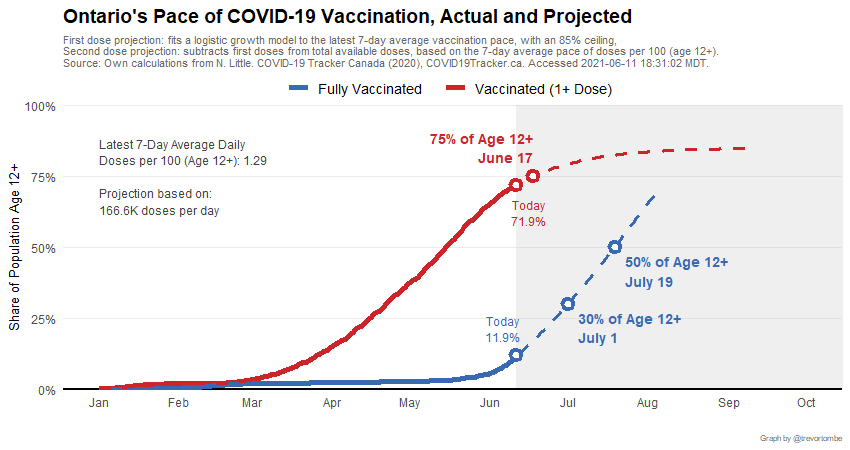 Ontario's Pace of COVID-19 Vaccination, Actual and Projected
First dose projection: fits a logistic growth model to the latest 7-day average vaccination pace, with an 85% ceiling,
Second dose projection: subtracts first doses from total available doses, based on the 7-day average pace of doses per 100 (age 12+).
Source: Own calculations from N. Little. COVID-19 Tracker Canada (2020), COVID19Tracker.ca. Accessed 2021-06-11 18:31:02 MDT.
Fully Vaccinated
Vaccinated (1+ Dose)
Share of Population Age 12+
100%
75%
50%
25%
0%
Latest 7-Day Average Daily
Doses per 100 (Age 12+): 1.29
Projection based on:
166.6K doses per day
75% of Age 12+
June 17
Today
71.9%
50% of Age 12+
July 19
30% of Age 12+
July 1
Today
11.9%
Jan
Feb
Mar
Apr
May
Jun
Jul
Aug
Sep
Oct
Graph by @trevortombe